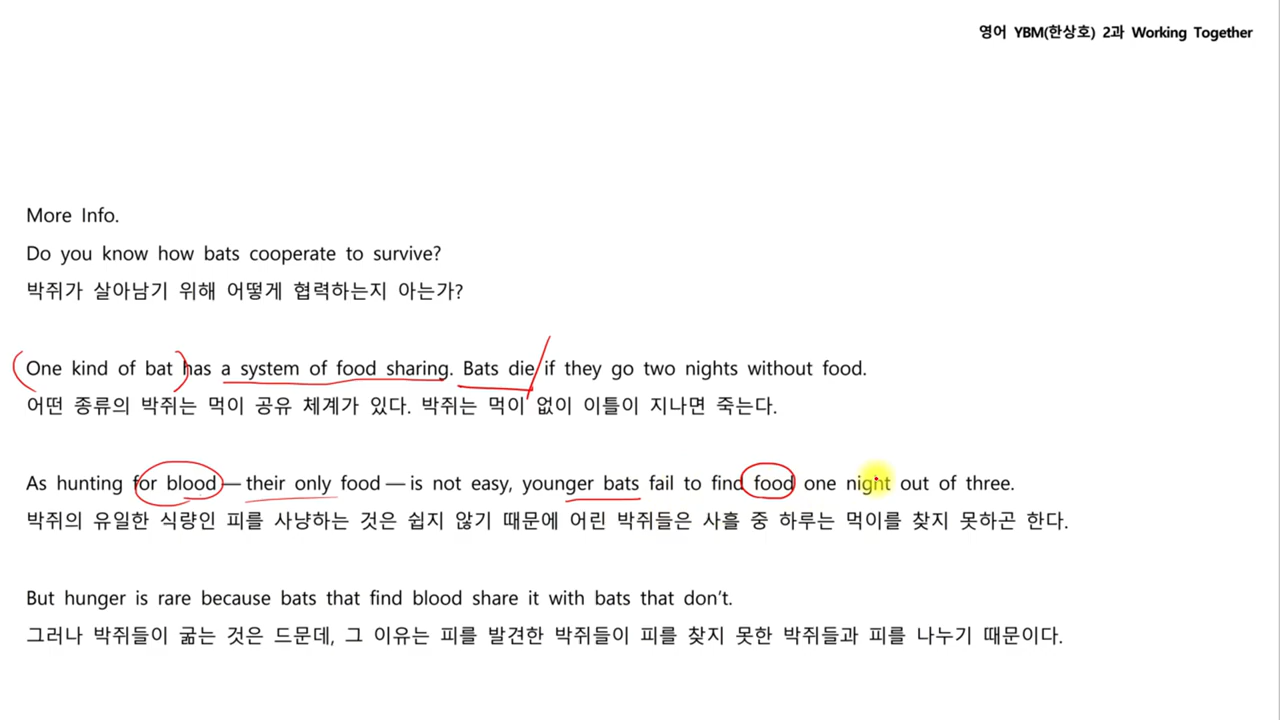 영어 YBM(한상호) 2과 Working Together
More Info.
Do you know how bats cooperate to survive?
박쥐가 살아남기 위해 어떻게 협력하는지 아는가?
One kind of bat has a system of food sharing. Bats die if they go two nights without food.
어떤 종류의 박쥐는 먹이 공유 체계가 있다. 박쥐는 먹이 없이 이틀이 지나면 죽는다.
As hunting for blood — their only food — is not easy, younger bats fail to find food one night out of three.
박쥐의 유일한 식량인 피를 사냥하는 것은 쉽지 않기 때문에 어린 박쥐들은 사흘 중 하루는 먹이를 찾지 못하곤 한다.
But hunger is rare because bats that find blood share it with bats that don’t.
그러나 박쥐들이 굶는 것은 드문데, 그 이유는 피를 발견한 박쥐들이 피를 찾지 못한 박쥐들과 피를 나누기 때문이다.